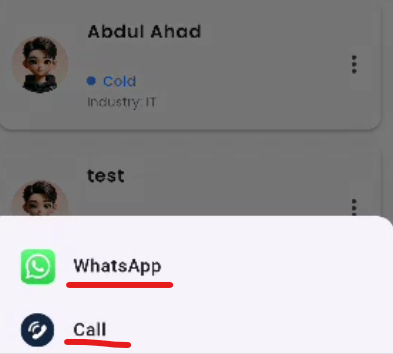 Abdul Ahad
Cold
Industry: IT
test
WhatsApp
Call